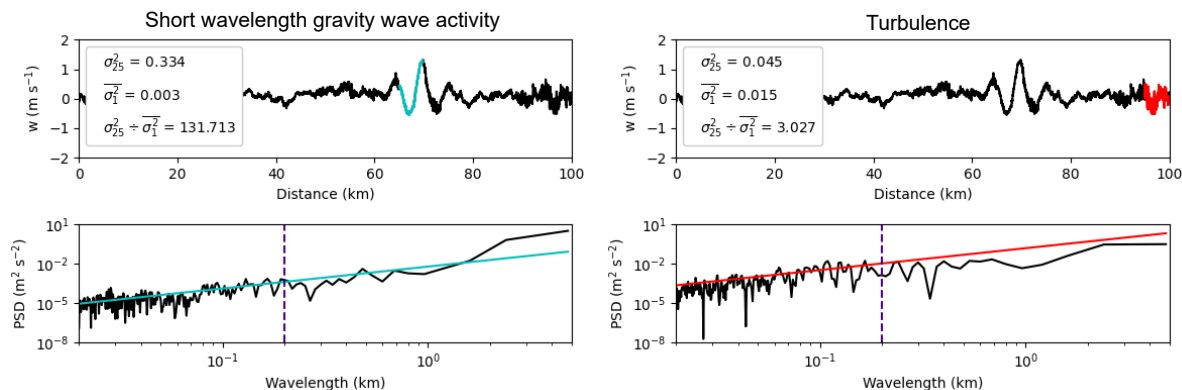 Short wavelength gravity wave activity
2
1
0
−1
−2
w (m s⁻¹)
σ²₂₅ = 0.334
σ₁² = 0.003
σ²₂₅ ÷ σ₁² = 131.713
0 20 40 60 80 100
Distance (km)
10¹
10⁻²
10⁻⁵
10⁻⁸
PSD (m² s⁻²)
10⁻¹ 10⁰
Wavelength (km)
Turbulence
2
1
0
−1
−2
w (m s⁻¹)
σ²₂₅ = 0.045
σ₁² = 0.015
σ²₂₅ ÷ σ₁² = 3.027
0 20 40 60 80 100
Distance (km)
10¹
10⁻²
10⁻⁵
10⁻⁸
PSD (m² s⁻²)
10⁻¹ 10⁰
Wavelength (km)